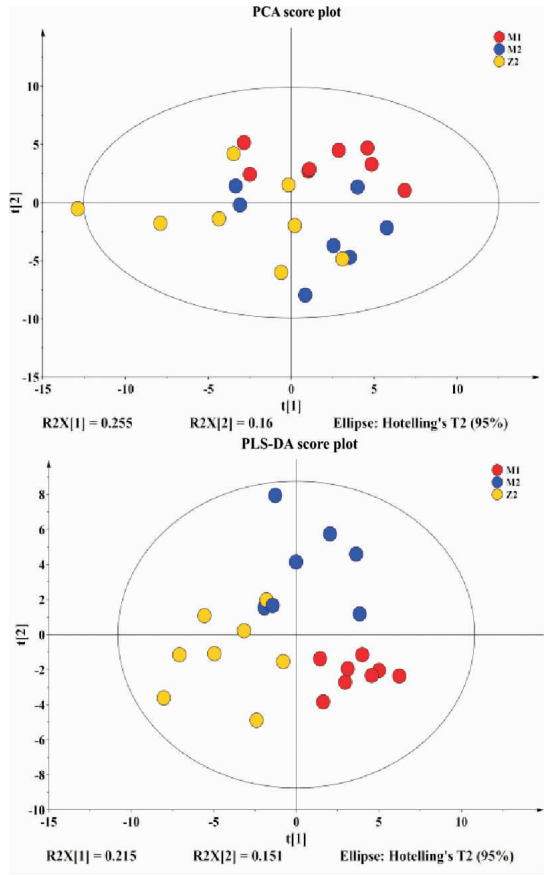 PCA score plot
M1
M2
Z2
10
5
0
-5
-10
-15
t[2]
-15 -10 -5 0 5 10
t[1]
R2X[1] = 0.255 R2X[2] = 0.16 Ellipse: Hotelling's T2 (95%)
PLS-DA score plot
M1
M2
Z2
8
6
4
2
0
-2
-4
-6
-8
-10
t[2]
-10 -5 0 5 10
t[1]
R2X[1] = 0.215 R2X[2] = 0.151 Ellipse: Hotelling's T2 (95%)